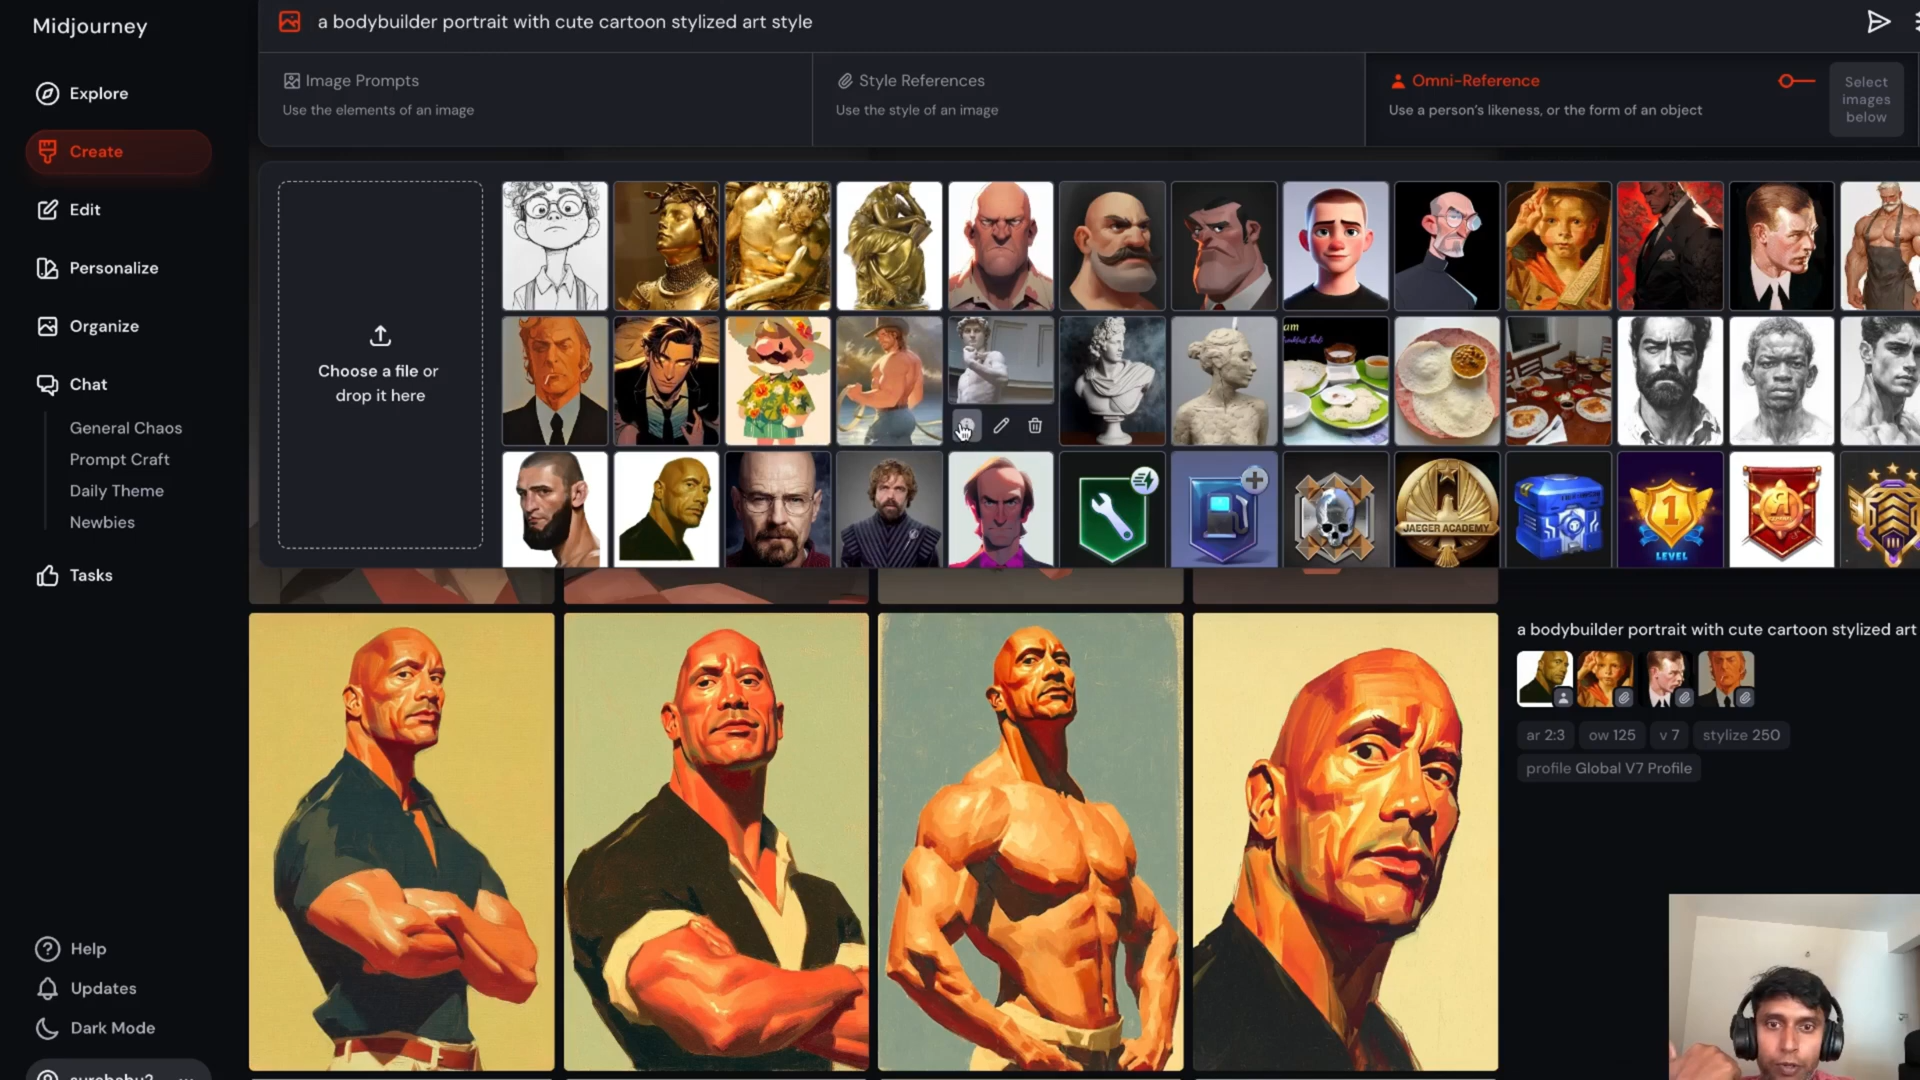 Midjourney
a bodybuilder portrait with cute cartoon stylized art style
Image Prompts
Use the elements of an image
Style References
Use the style of an image
Omni-Reference
Use a person's likeness, or the form of an object
Select
images
below
Explore
Create
Edit
Personalize
Organize
Chat
General Chaos
Prompt Craft
Daily Theme
Newbies
Tasks
Choose a file or
drop it here
am
JAEGER ACADEMY
1
LEVEL
a bodybuilder portrait with cute cartoon stylized art
ar 2:3
ow 125
v 7
stylize 250
profile Global V7 Profile
Help
Updates
Dark Mode